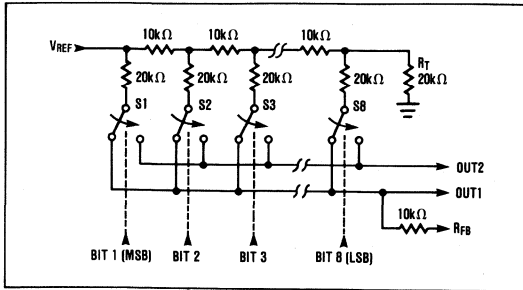 10kΩ 10kΩ 10kΩ
VREF
20kΩ 20kΩ 20kΩ 20kΩ RT 20kΩ
S1 S2 S3 S8
OUT2
OUT1
10kΩ RFB
BIT 1 (MSB) BIT 2 BIT 3 BIT 8 (LSB)